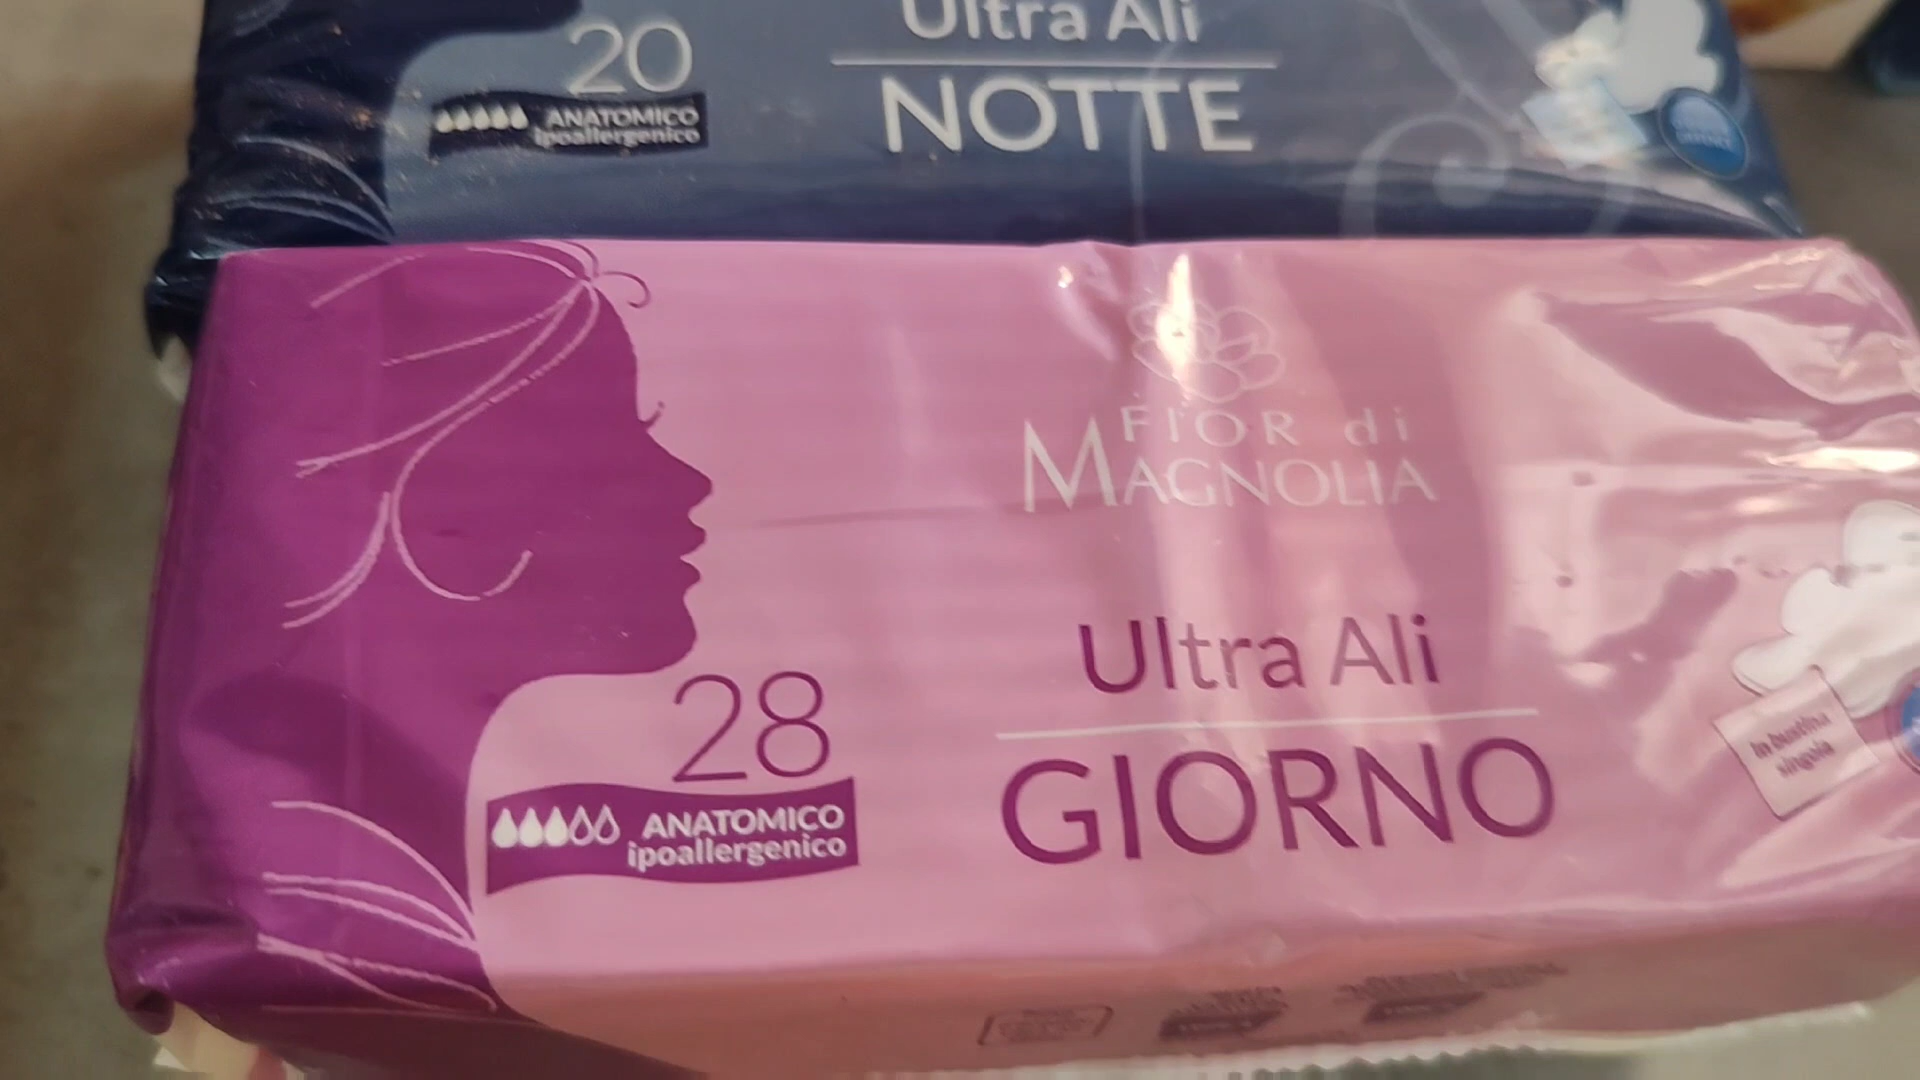 Ultra Ali
20
NOTTE
ANATOMICO
ipoallergenico
FIOR di
MAGNOLIA
Ultra Ali
28
GIORNO
In bustina
singola
ANATOMICO
ipoallergenico